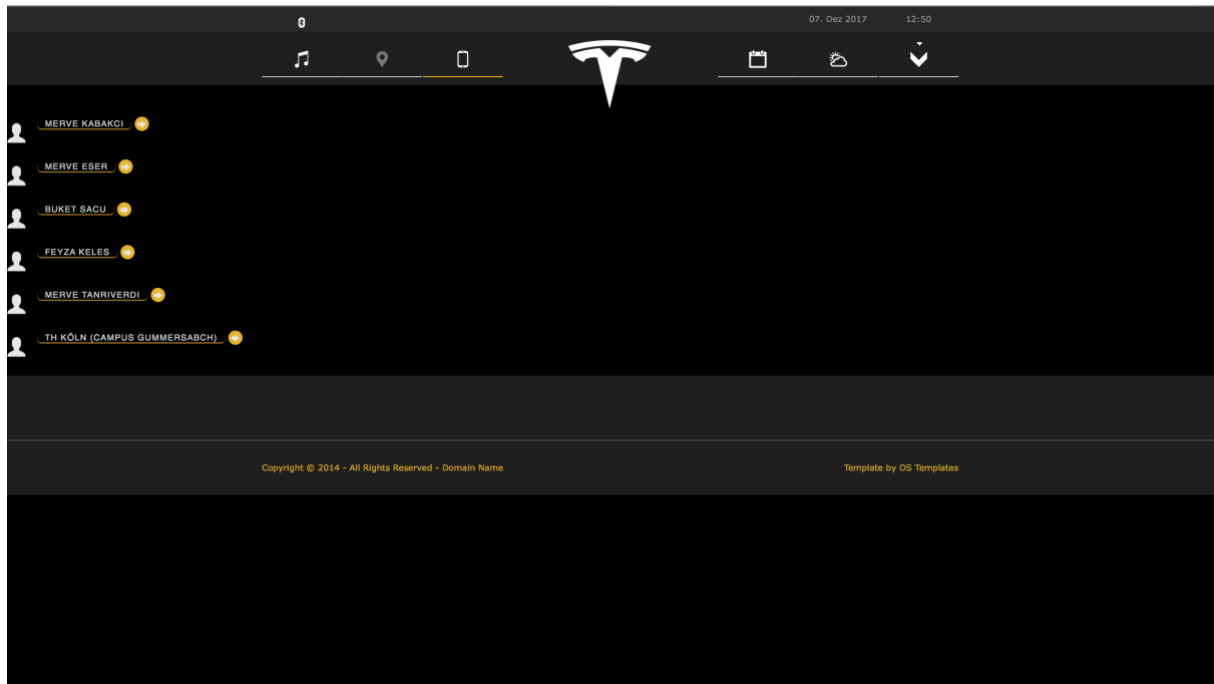 07. Dez 2017 12:50
MERVE KABAKCI
MERVE ESER
BUKET SACU
FEYZA KELES
MERVE TANRIVERDI
TH KÖLN (CAMPUS GUMMERSABCH)
Copyright © 2014 - All Rights Reserved - Domain Name
Template by OS Templates